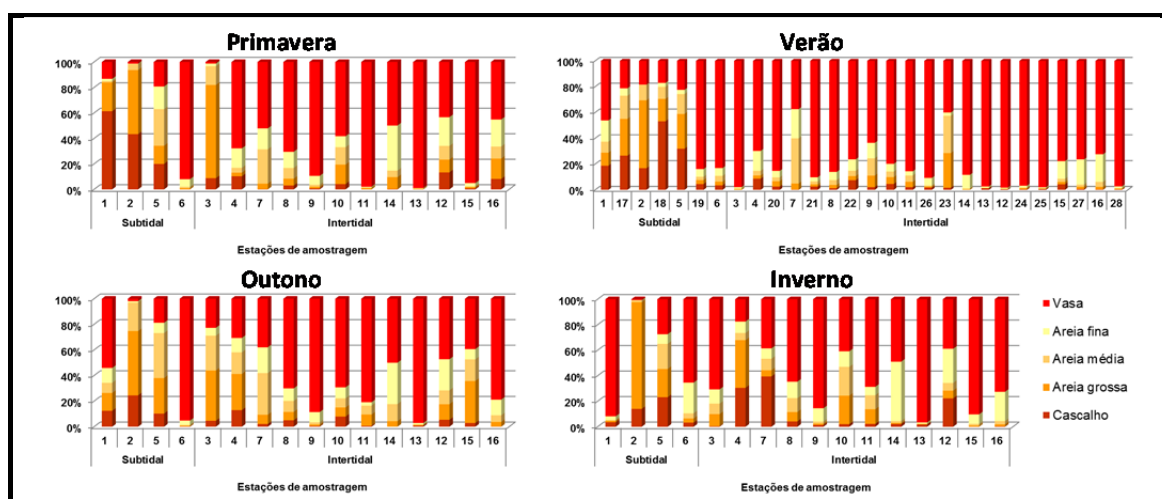 Primavera
100%
80%
60%
40%
20%
0%
1 2 5 6 3 4 7 8 9 10 11 14 13 12 15 16
Subtidal Intertidal
Estações de amostragem
Verão
100%
80%
60%
40%
20%
0%
1 17 2 18 5 19 6 3 4 20 7 21 8 22 9 10 11 26 23 14 13 12 24 25 15 27 16 28
Subtidal Intertidal
Estações de amostragem
Outono
100%
80%
60%
40%
20%
0%
1 2 5 6 3 4 7 8 9 10 11 14 13 12 15 16
Subtidal Intertidal
Estações de amostragem
Inverno
100%
80%
60%
40%
20%
0%
1 2 5 6 3 4 7 8 9 10 11 14 13 12 15 16
Subtidal Intertidal
Estações de amostragem
Vasa
Areia fina
Areia média
Areia grossa
Cascalho